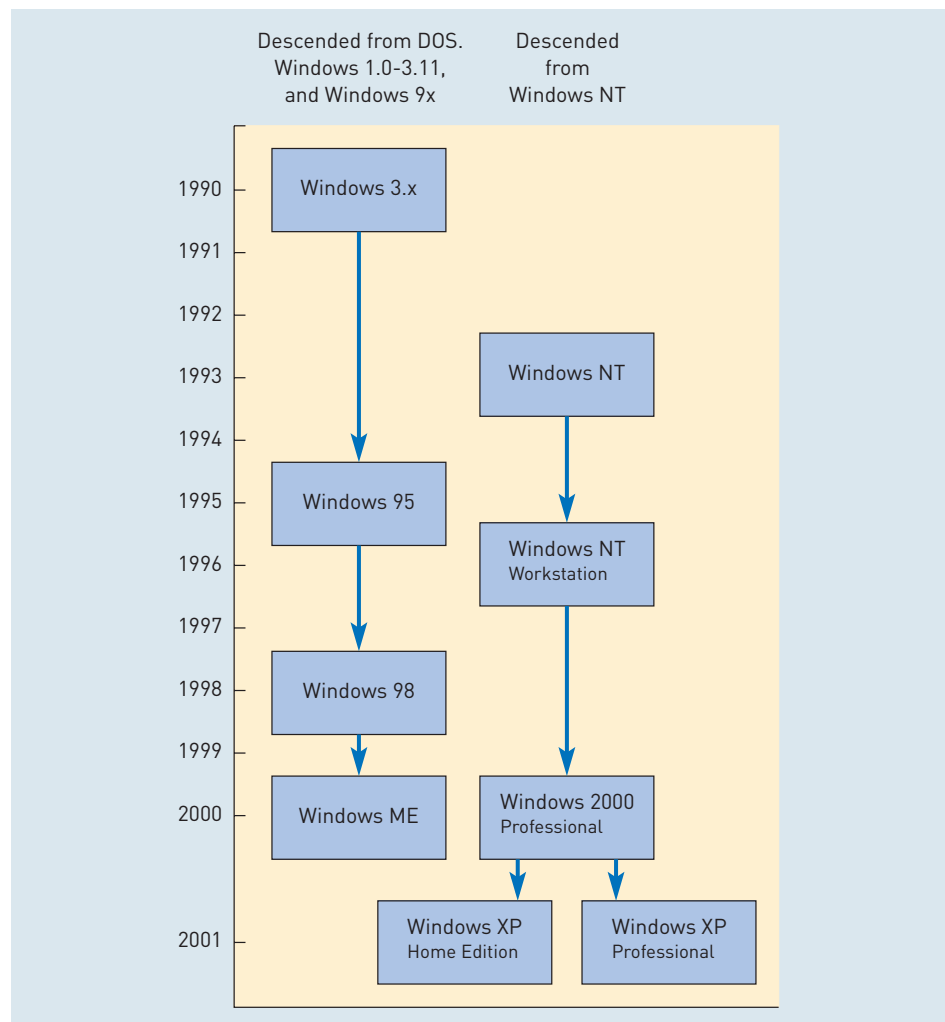 Descended from DOS.
Windows 1.0-3.11,
and Windows 9x
Descended
from
Windows NT
1990
Windows 3.x
1991
1992
1993
Windows NT
1994
1995
Windows 95
1996
Windows NT
Workstation
1997
1998
Windows 98
1999
2000
Windows ME
Windows 2000
Professional
2001
Windows XP
Home Edition
Windows XP
Professional